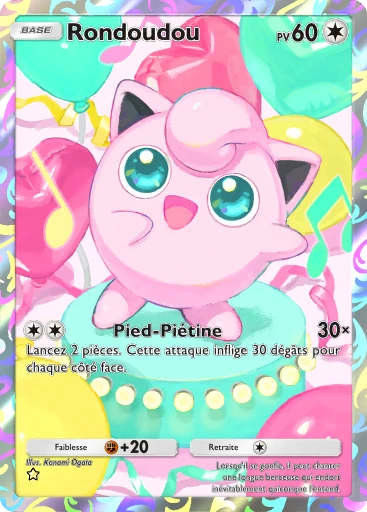 BASE Rondoudou PV 60
Pied-Piétine 30×
Lancez 2 pièces. Cette attaque inflige 30 dégâts pour
chaque côté face.
Faiblesse +20 Retraite
Illus. Kanami Ogata
Lorsqu'il se gonfle, il peut chanter
une longue berceuse qui endort
inévitablement quiconque l'entend.